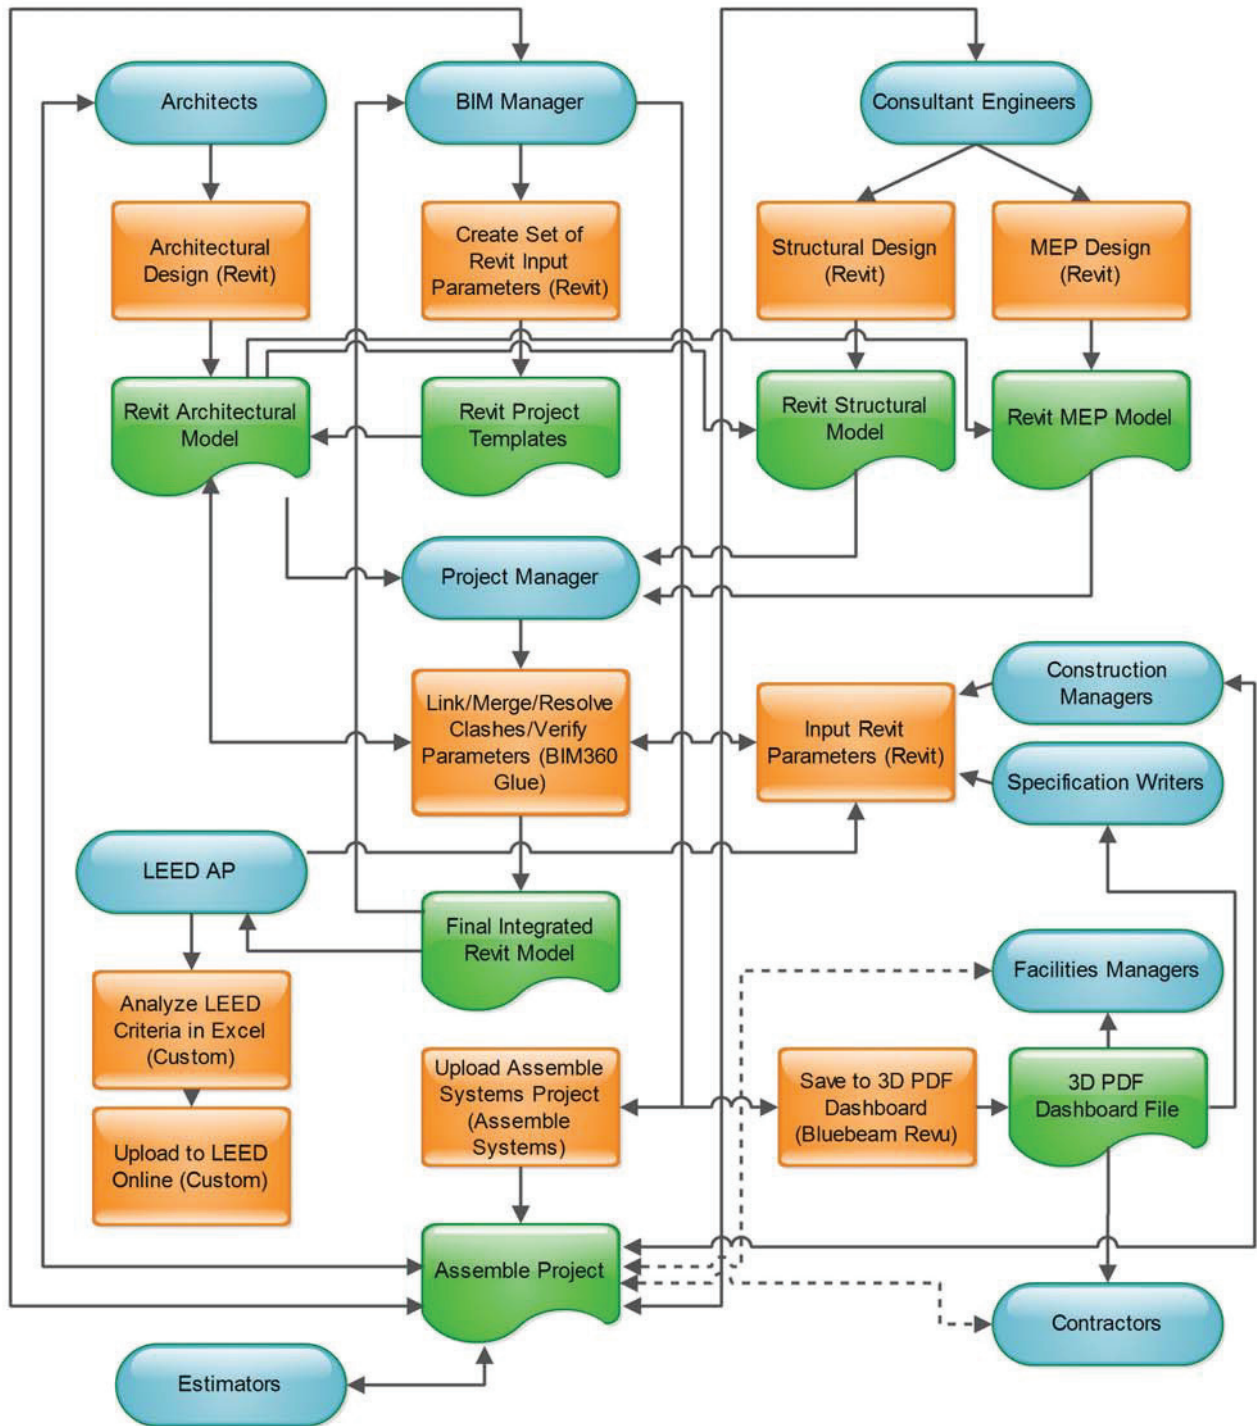 Architects
BIM Manager
Consultant Engineers
Architectural
Design (Revit)
Create Set of
Revit Input
Parameters (Revit)
Structural Design
(Revit)
MEP Design
(Revit)
Revit Architectural
Model
Revit Project
Templates
Revit Structural
Model
Revit MEP Model
Project Manager
Link/Merge/Resolve
Clashes/Verify
Parameters (BIM360
Glue)
Input Revit
Parameters (Revit)
Construction
Managers
Specification Writers
LEED AP
Final Integrated
Revit Model
Facilities Managers
Analyze LEED
Criteria in Excel
(Custom)
Upload Assemble
Systems Project
(Assemble
Systems)
Save to 3D PDF
Dashboard
(Bluebeam Revu)
3D PDF
Dashboard File
Upload to LEED
Online (Custom)
Assemble Project
Contractors
Estimators